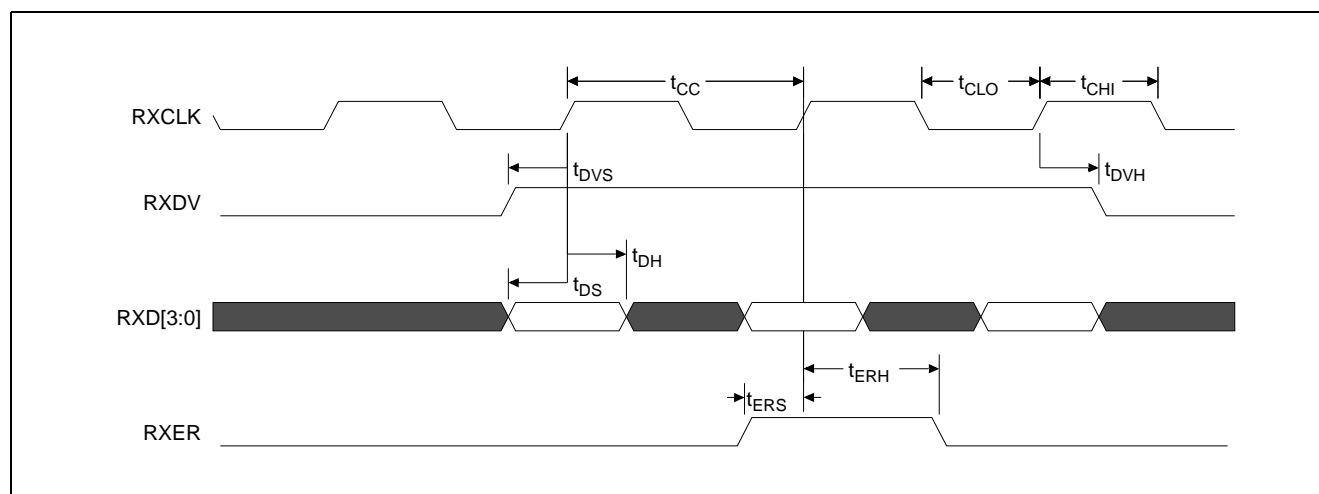 tCC
tCLO
tCHI
RXCLK
tDVS
tDVH
RXDV
tDH
tDS
RXD[3:0]
tERH
tERS
RXER